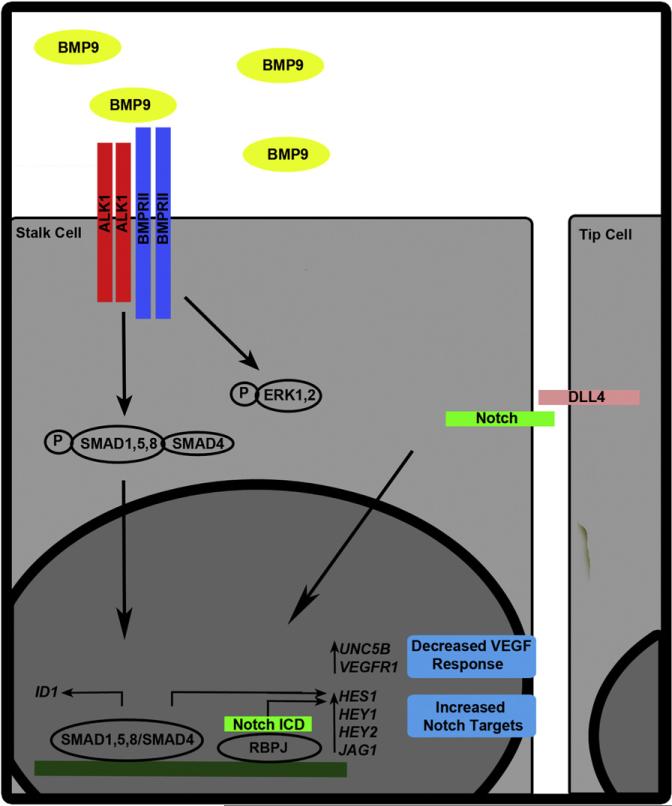 BMP9
BMP9
BMP9
BMP9
ALK1
ALK1
BMPRII
BMPRII
Stalk Cell
Tip Cell
P
ERK1,2
DLL4
Notch
P
SMAD1,5,8
SMAD4
UNC5B
VEGFR1
Decreased VEGF
Response
ID1
HES1
HEY1
HEY2
JAG1
Increased
Notch Targets
Notch ICD
SMAD1,5,8/SMAD4
RBPJ